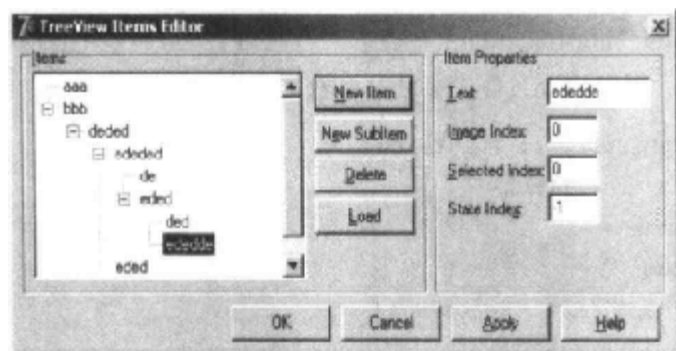 TreeView Items Editor
Items
aaa
bbb
deded
ededed
de
eded
ded
ededde
eded
New Item
New SubItem
Delete
Load
Item Properties
Text: ededde
Image Index: 0
Selected Index: 0
State Index: -1
OK
Cancel
Apply
Help